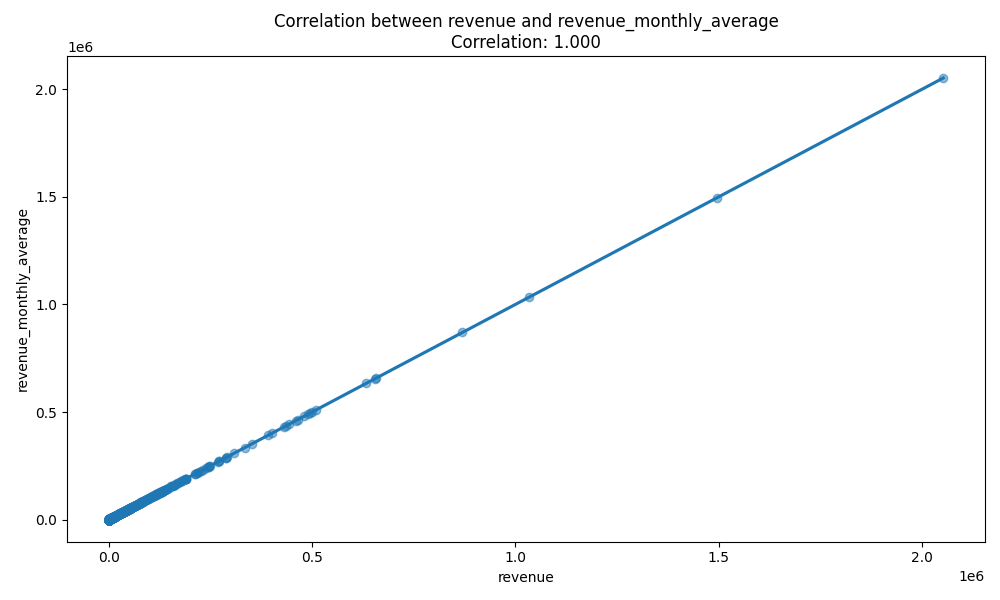 Correlation between revenue and revenue_monthly_average
Correlation: 1.000
1e6
2.0
1.5
1.0
0.5
0.0
revenue_monthly_average
0.0 0.5 1.0 1.5 2.0
1e6
revenue